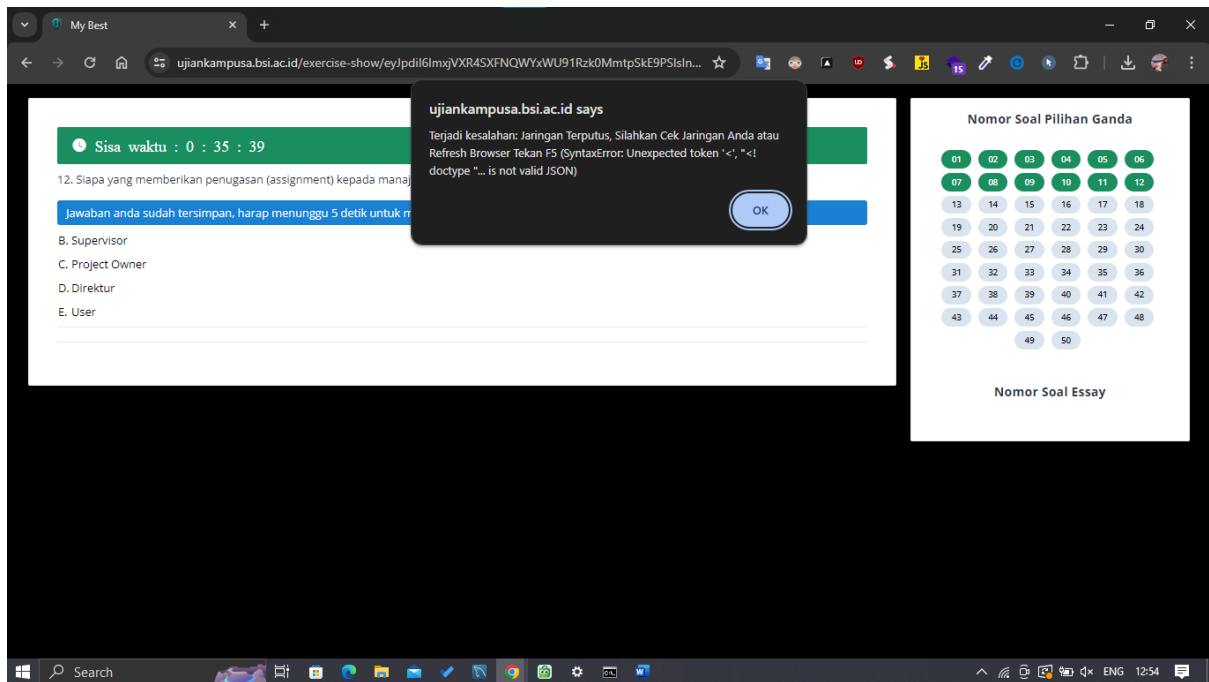 My Best
ujiankampusa.bsi.ac.id/exercise-show/eyJpdil6ImxjVXR4SXFNQWYxWU91Rzk0MmtpSkE9PSIsIn...
15
ujiankampusa.bsi.ac.id says
Terjadi kesalahan: Jaringan Terputus, Silahkan Cek Jaringan Anda atau
Refresh Browser Tekan F5 (SyntaxError: Unexpected token '<', "<!
doctype "... is not valid JSON)
OK
Sisa waktu : 0 : 35 : 39
12. Siapa yang memberikan penugasan (assignment) kepada manaj
Jawaban anda sudah tersimpan, harap menunggu 5 detik untuk
B. Supervisor
C. Project Owner
D. Direktur
E. User
Nomor Soal Pilihan Ganda
01 02 03 04 05 06
07 08 09 10 11 12
13 14 15 16 17 18
19 20 21 22 23 24
25 26 27 28 29 30
31 32 33 34 35 36
37 38 39 40 41 42
43 44 45 46 47 48
49 50
Nomor Soal Essay
Search
ENG 12:54